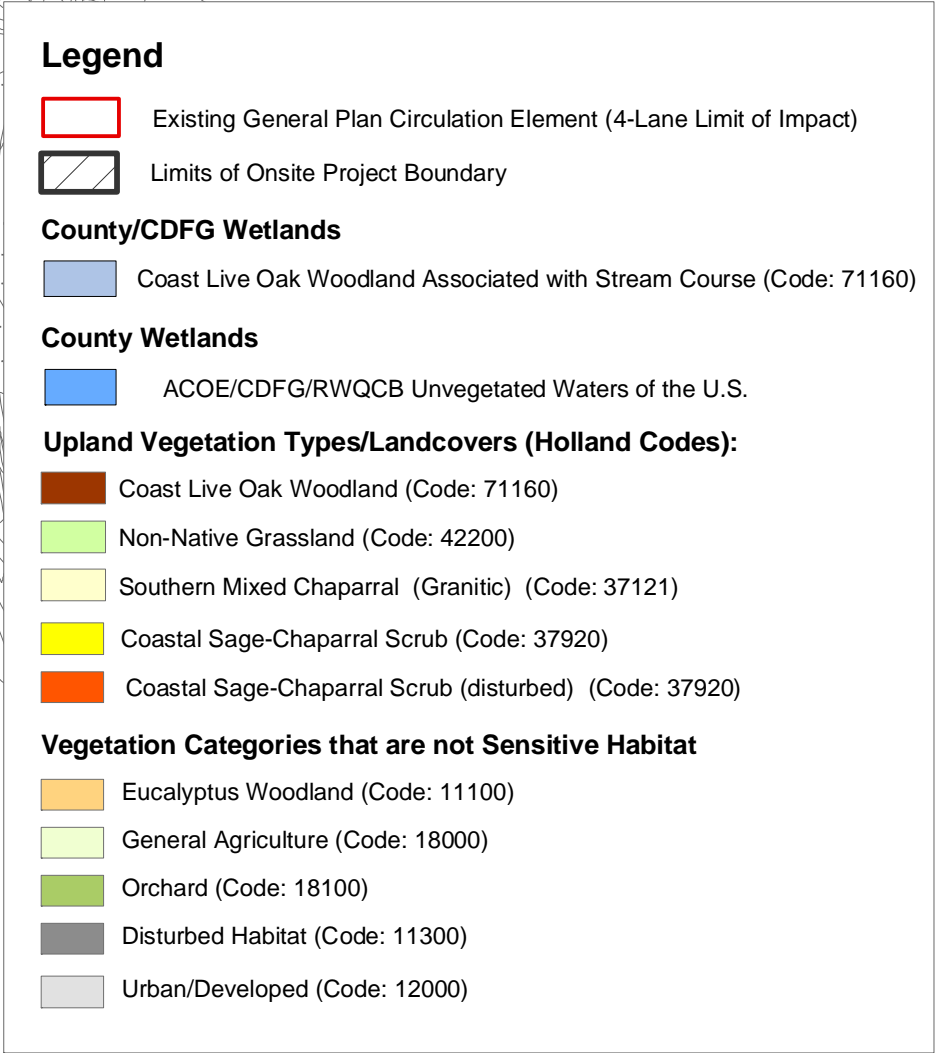 Legend
Existing General Plan Circulation Element (4-Lane Limit of Impact)
Limits of Onsite Project Boundary
County/CDFG Wetlands
Coast Live Oak Woodland Associated with Stream Course (Code: 71160)
County Wetlands
ACOE/CDFG/RWQCB Unvegetated Waters of the U.S.
Upland Vegetation Types/Landcovers (Holland Codes):
Coast Live Oak Woodland (Code: 71160)
Non-Native Grassland (Code: 42200)
Southern Mixed Chaparral (Granitic) (Code: 37121)
Coastal Sage-Chaparral Scrub (Code: 37920)
Coastal Sage-Chaparral Scrub (disturbed) (Code: 37920)
Vegetation Categories that are not Sensitive Habitat
Eucalyptus Woodland (Code: 11100)
General Agriculture (Code: 18000)
Orchard (Code: 18100)
Disturbed Habitat (Code: 11300)
Urban/Developed (Code: 12000)